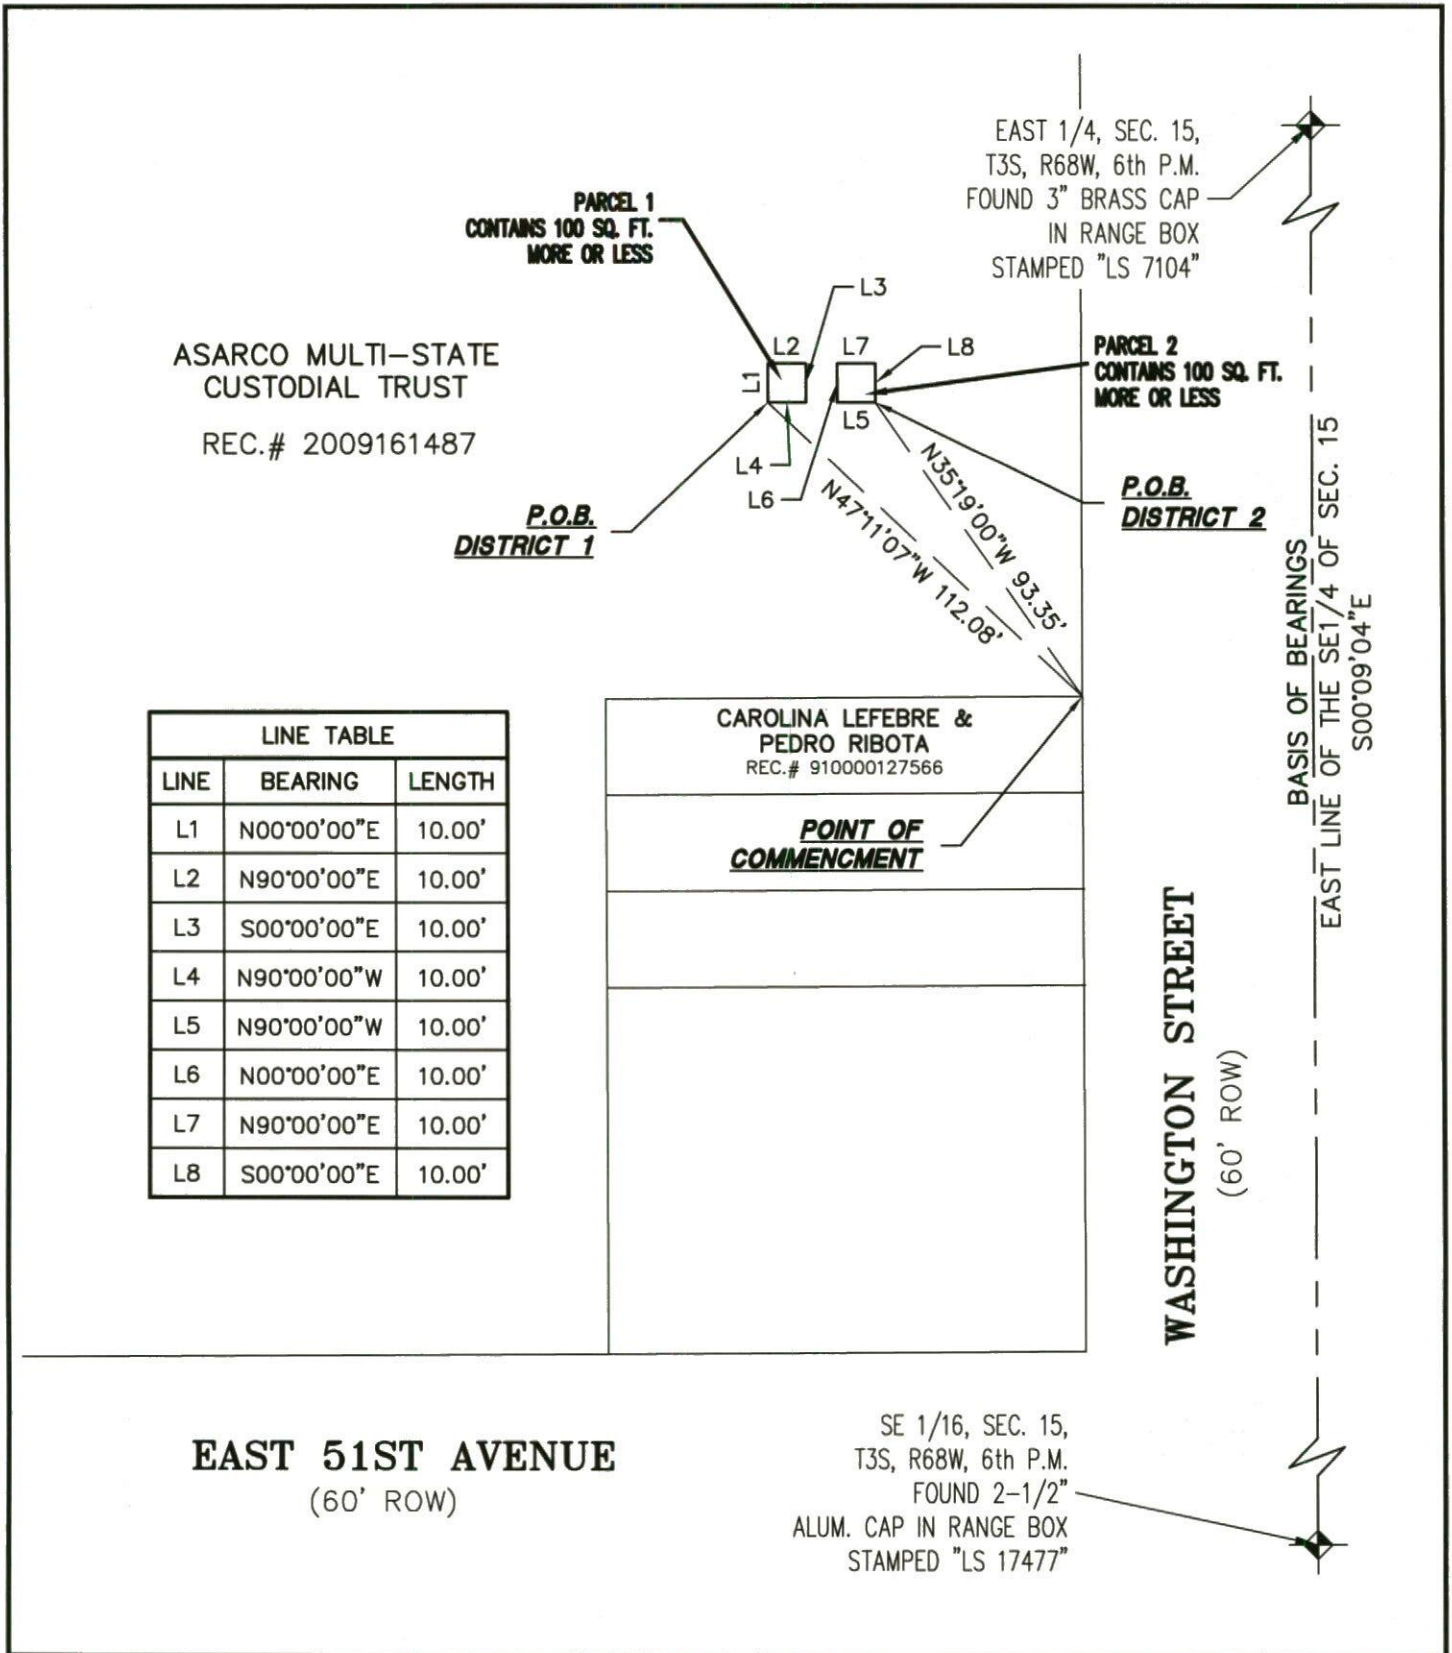 EAST 1/4, SEC. 15,
T3S, R68W, 6th P.M.
FOUND 3" BRASS CAP
IN RANGE BOX
STAMPED "LS 7104"
PARCEL 1
CONTAINS 100 SQ. FT.
MORE OR LESS
L3
ASARCO MULTI-STATE
CUSTODIAL TRUST
REC.# 2009161487
L1
L2
L7
L8
L5
L4
L6
PARCEL 2
CONTAINS 100 SQ. FT.
MORE OR LESS
P.O.B.
DISTRICT 1
P.O.B.
DISTRICT 2
N35°19'00"W 93.35'
N47°11'07"W 112.08'
BASIS OF BEARINGS
EAST LINE OF THE SE1/4 OF SEC. 15
S00°09'04"E
LINE TABLE
LINE BEARING LENGTH
L1 N00°00'00"E 10.00'
L2 N90°00'00"E 10.00'
L3 S00°00'00"E 10.00'
L4 N90°00'00"W 10.00'
L5 N90°00'00"W 10.00'
L6 N00°00'00"E 10.00'
L7 N90°00'00"E 10.00'
L8 S00°00'00"E 10.00'
CAROLINA LEFEBRE &
PEDRO RIBOTA
REC.# 910000127566
POINT OF
COMMENCMENT
WASHINGTON STREET
(60' ROW)
EAST 51ST AVENUE
(60' ROW)
SE 1/16, SEC. 15,
T3S, R68W, 6th P.M.
FOUND 2-1/2"
ALUM. CAP IN RANGE BOX
STAMPED "LS 17477"